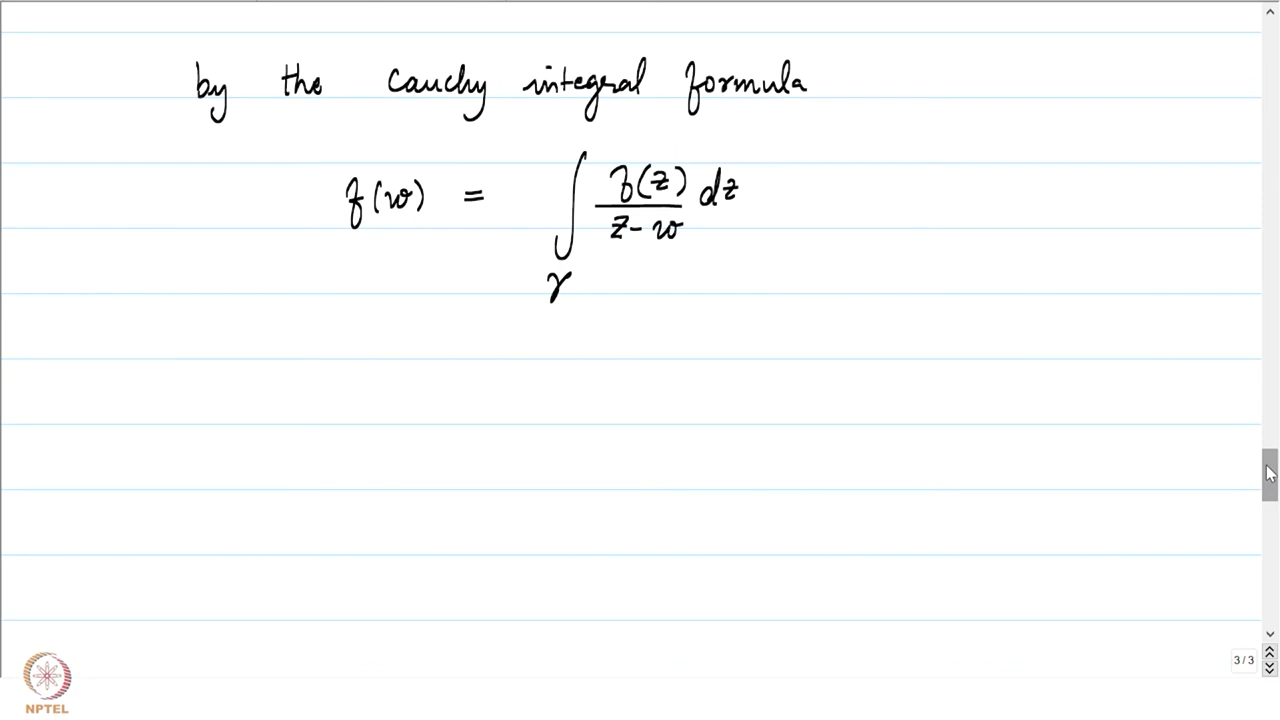 by the Cauchy integral formula
f(w) = ∫_γ f(z)/(z-w) dz
3 / 3
NPTEL